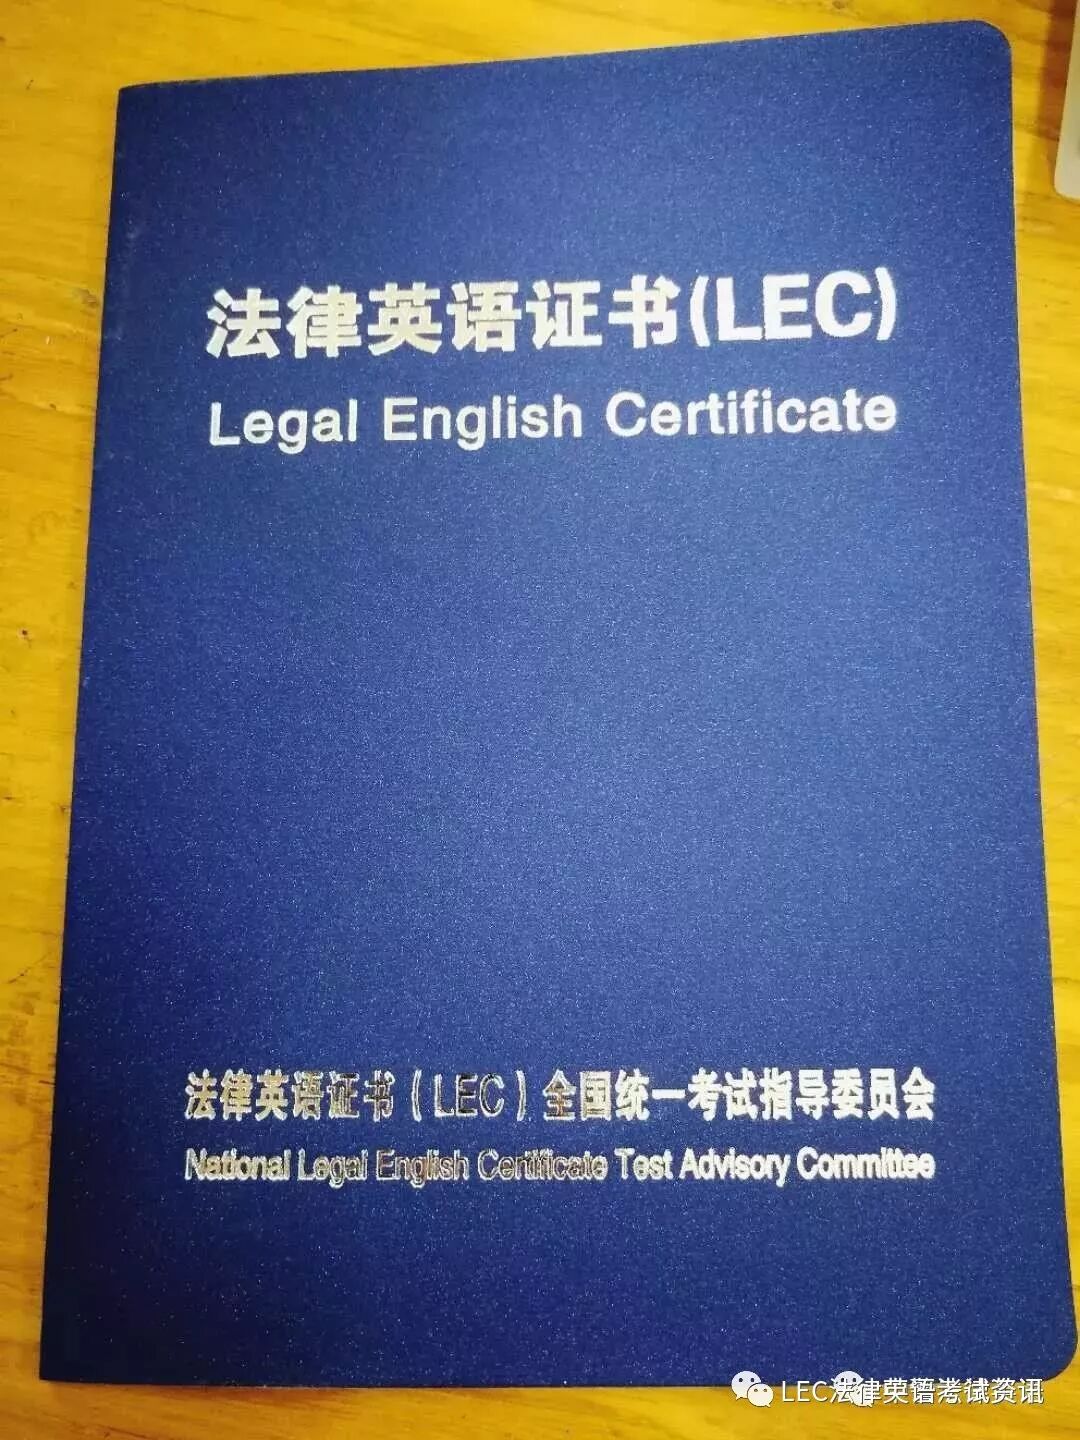 法律英语证书(LEC)
Legal English Certificate
法律英语证书（LEC）全国统一考试指导委员会
National Legal English Certificate Test Advisory Committee
LEC法律英语考试资讯